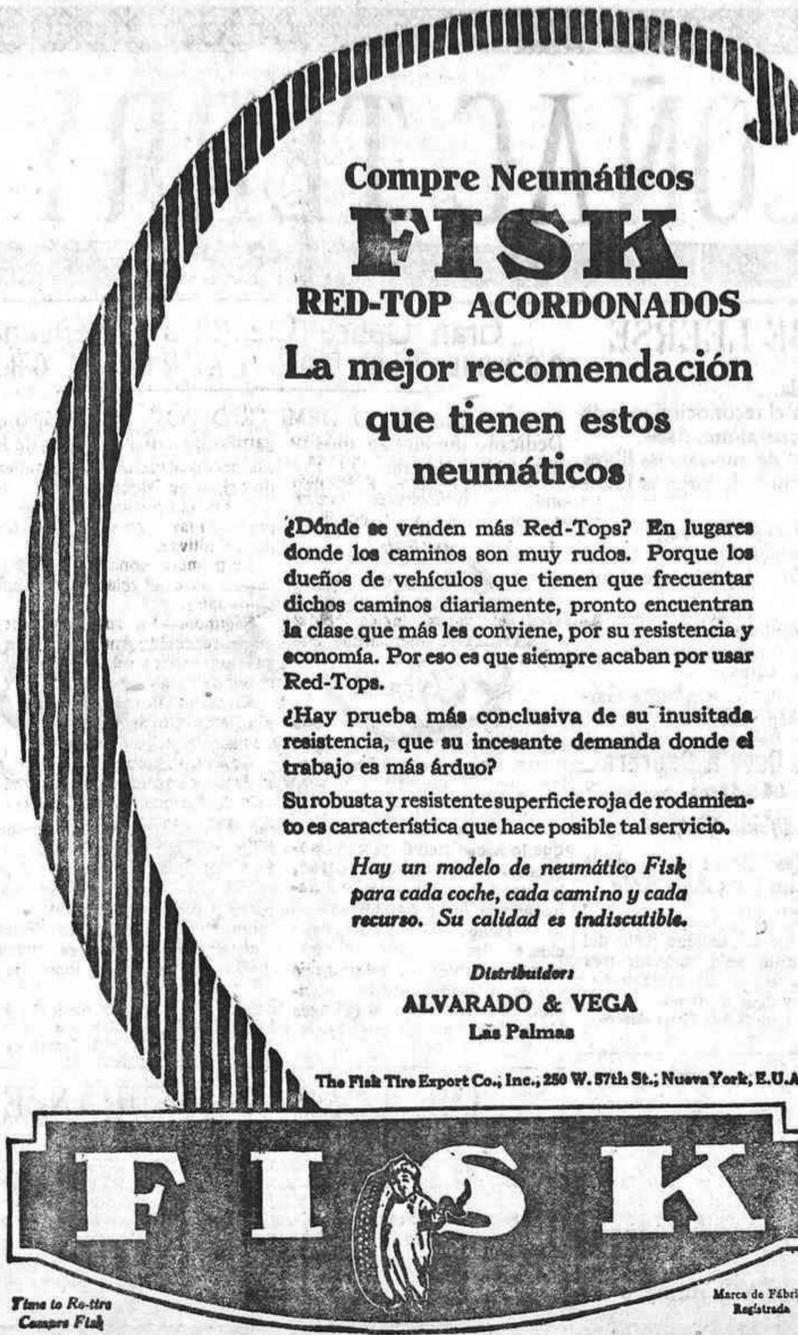 Compre Neumáticos
FISK
RED-TOP ACORDONADOS
La mejor recomendación
que tienen estos
neumáticos
¿Dónde se venden más Red-Tops? En lugares
donde los caminos son muy rudos. Porque los
dueños de vehículos que tienen que frecuentar
dichos caminos diariamente, pronto encuentran
la clase que más les conviene, por su resistencia y
economía. Por eso es que siempre acaban por usar
Red-Tops.
¿Hay prueba más conclusiva de su inusitada
resistencia, que su incesante demanda donde el
trabajo es más árduo?
Su robusta y resistente superficie roja de rodamien-
to es característica que hace posible tal servicio.
Hay un modelo de neumático Fisk
para cada coche, cada camino y cada
recurso. Su calidad es indiscutible.
Distribuidor:
ALVARADO & VEGA
Las Palmas
The Fisk Tire Export Co.; Inc.; 250 W. 57th St.; Nueva York, E.U.A
FISK
Time to Re-tire
Compre Fisk
Marca de Fábri
Registrada